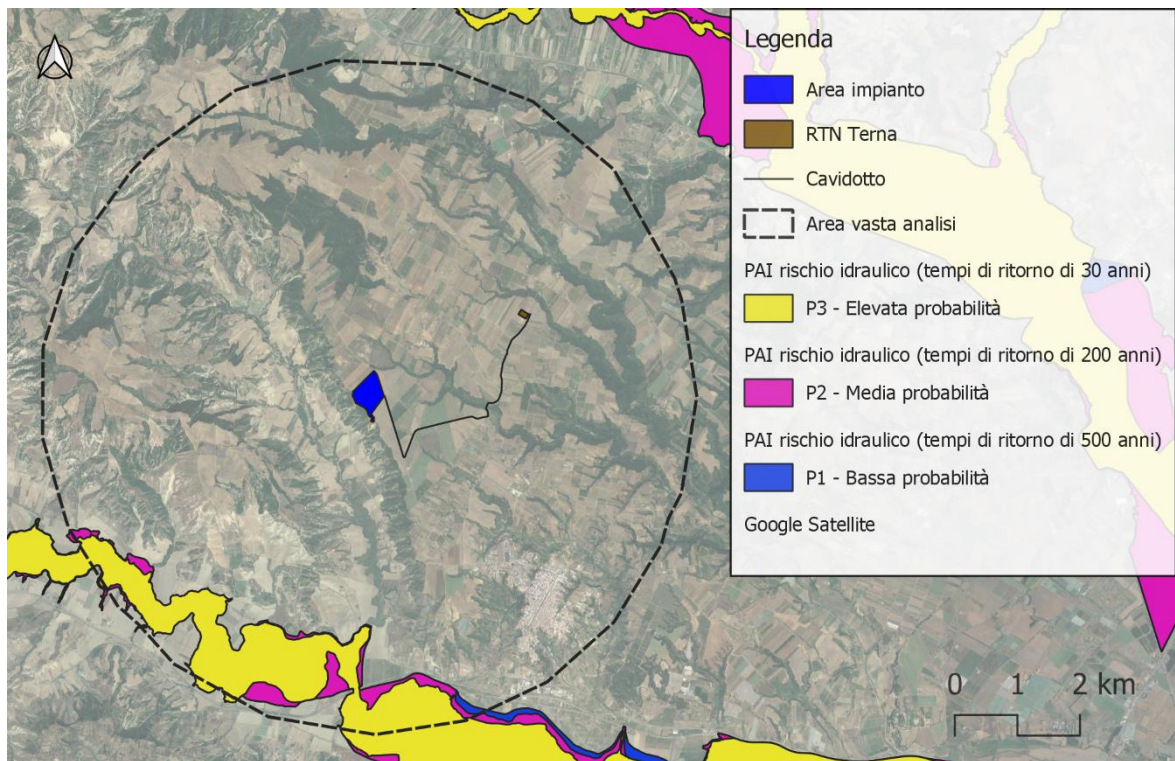 Legenda
Area impianto
RTN Terna
Cavidotto
Area vasta analisi
PAI rischio idraulico (tempi di ritorno di 30 anni)
P3 - Elevata probabilità
PAI rischio idraulico (tempi di ritorno di 200 anni)
P2 - Media probabilità
PAI rischio idraulico (tempi di ritorno di 500 anni)
P1 - Bassa probabilità
Google Satellite
0 1 2 km